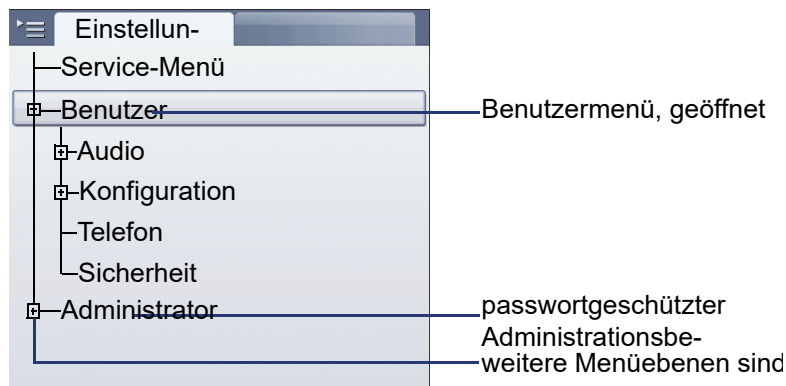 Einstellun-
Service-Menü
Benutzer
Benutzermenü, geöffnet
Audio
Konfiguration
Telefon
Sicherheit
Administrator
passwortgeschützter
Administrationsbe-
weitere Menüebenen sind